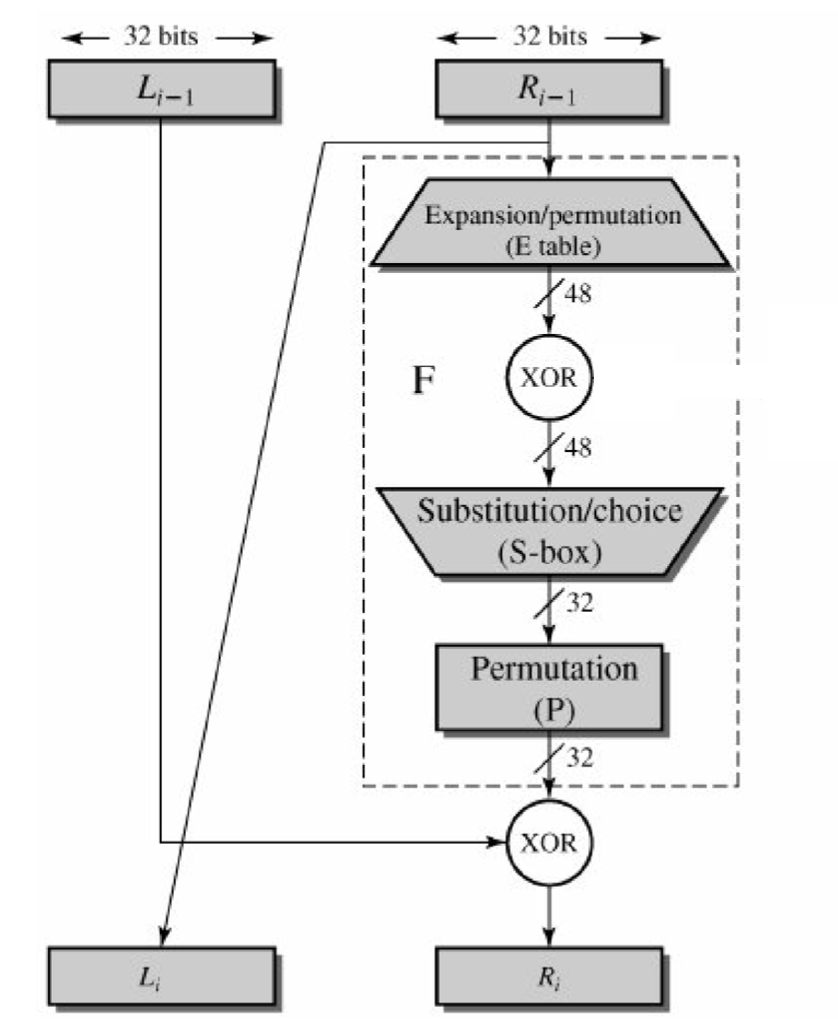 32 bits
32 bits
L_{i−1}
R_{i−1}
Expansion/permutation
(E table)
48
F
XOR
48
Substitution/choice
(S-box)
32
Permutation
(P)
32
XOR
L_i
R_i